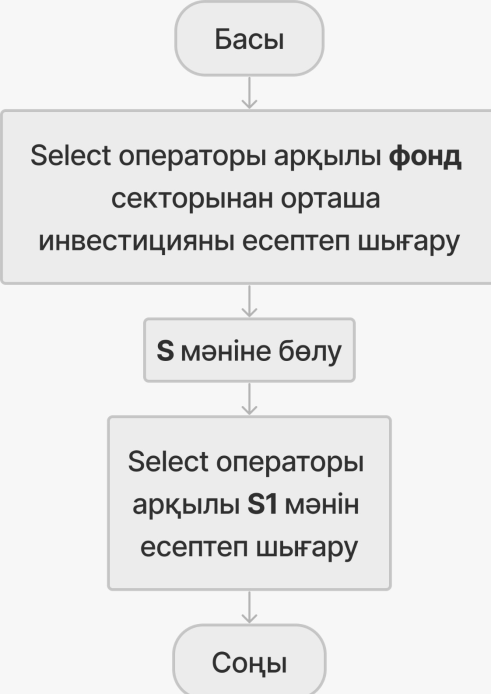 Басы
Select операторы арқылы фонд
секторынан орташа
инвестицияны есептеп шығару
S мәніне бөлу
Select операторы
арқылы S1 мәнін
есептеп шығару
Соңы